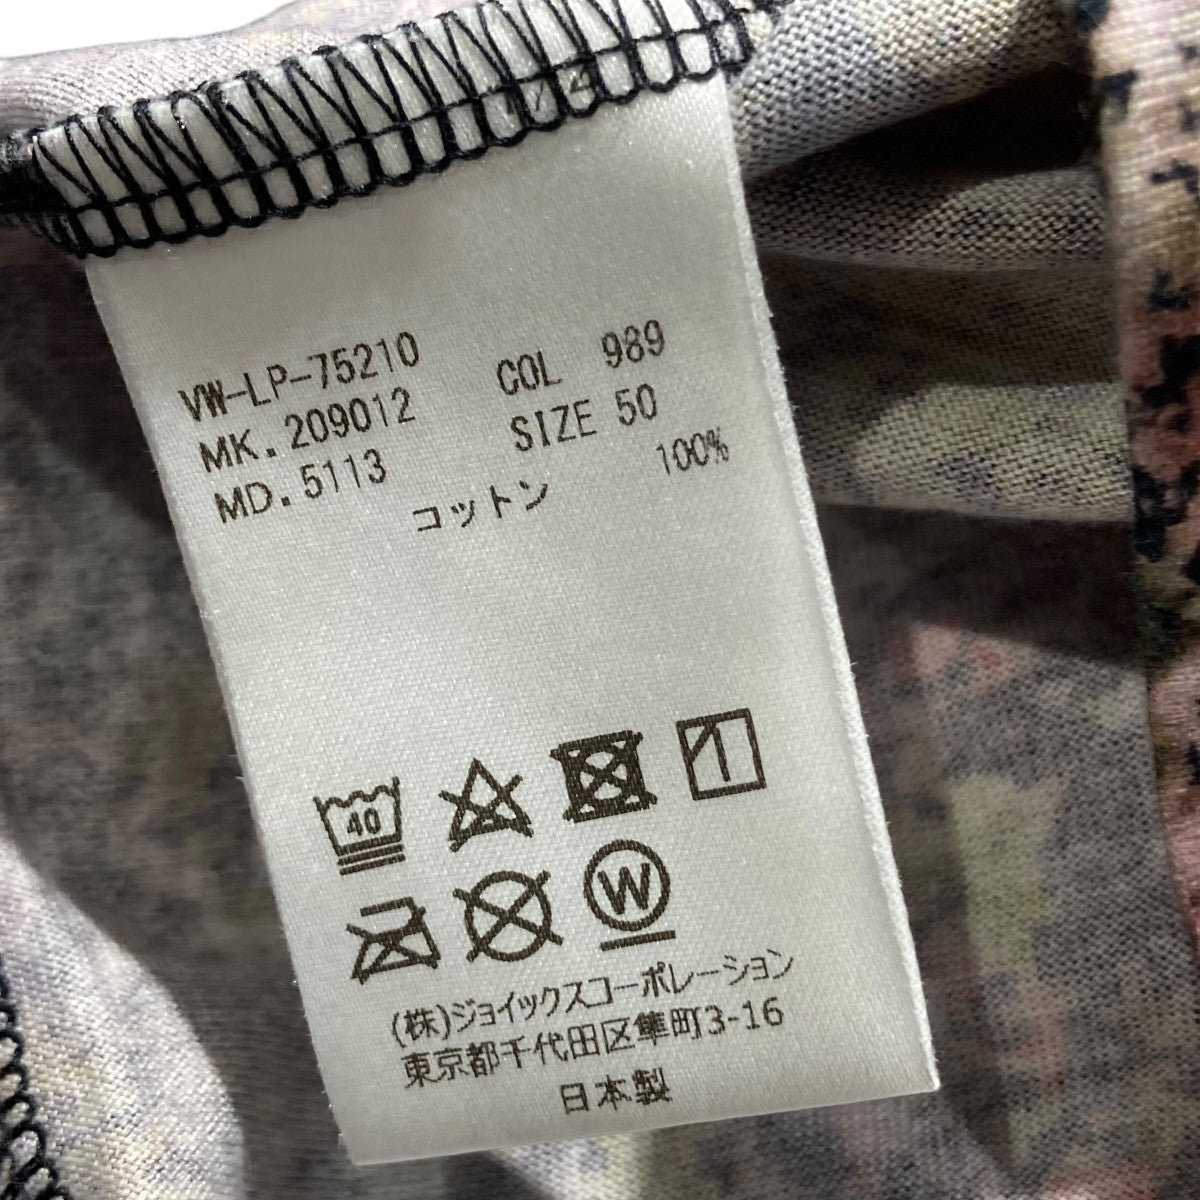 VW-LP-75210 COL 989
MK. 209012 SIZE 50
MD. 5113
コットン 100%
40
W
(株)ジョイックスコーポレーション
東京都千代田区隼町3-16
日本製